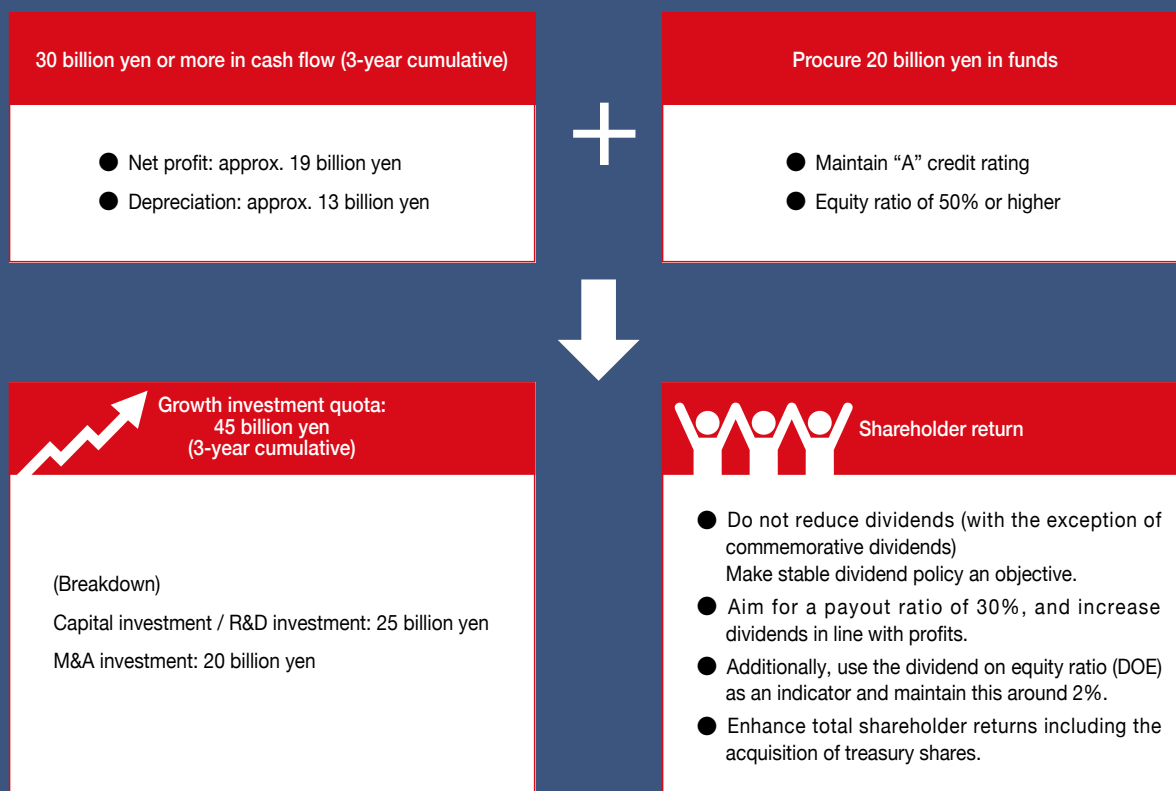 30 billion yen or more in cash flow (3-year cumulative)
● Net profit: approx. 19 billion yen
● Depreciation: approx. 13 billion yen
+
Procure 20 billion yen in funds
● Maintain “A” credit rating
● Equity ratio of 50% or higher
Growth investment quota:
45 billion yen
(3-year cumulative)
(Breakdown)
Capital investment / R&D investment: 25 billion yen
M&A investment: 20 billion yen
Shareholder return
● Do not reduce dividends (with the exception of
commemorative dividends)
Make stable dividend policy an objective.
● Aim for a payout ratio of 30%, and increase
dividends in line with profits.
● Additionally, use the dividend on equity ratio (DOE)
as an indicator and maintain this around 2%.
● Enhance total shareholder returns including the
acquisition of treasury shares.